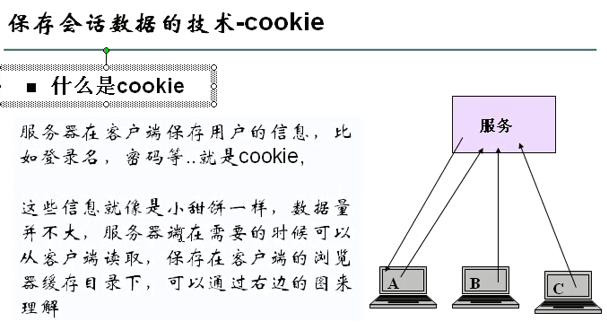 保存会话数据的技术-cookie
■ 什么是cookie
服务器在客户端保存用户的信息，比
如登录名，密码等..就是cookie,
这些信息就像是小甜饼一样，数据量
并不大，服务器端在需要的时候可以
从客户端读取，保存在客户端的浏览
器缓存目录下，可以通过右边的图来
理解
服务
A
B
C